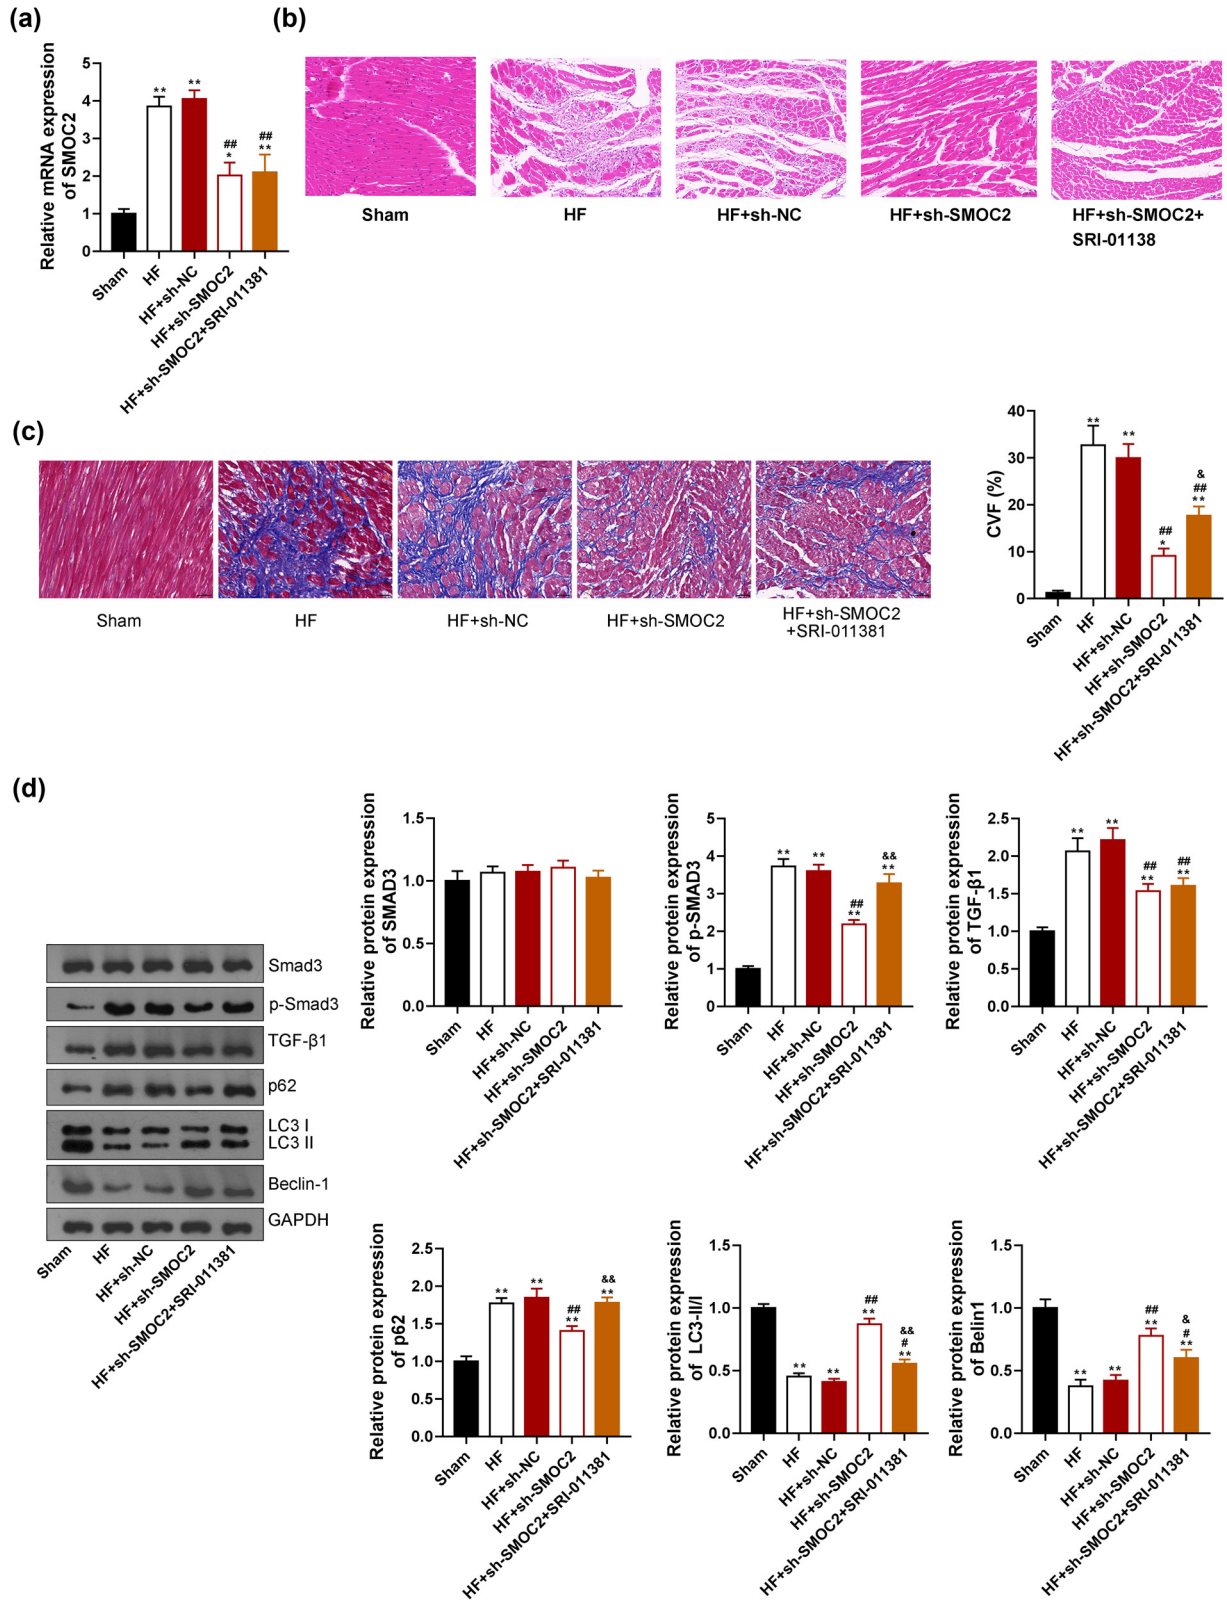 (a)
Relative mRNA expression
of SMOC2
5
4
3
2
1
0
**
**
##
*
##
**
Sham
HF
HF+sh-NC
HF+sh-SMOC2
HF+sh-SMOC2+SRI-011381
(b)
Sham
HF
HF+sh-NC
HF+sh-SMOC2
HF+sh-SMOC2+
SRI-01138
(c)
Sham
HF
HF+sh-NC
HF+sh-SMOC2
HF+sh-SMOC2
+SRI-011381
CVF (%)
40
30
20
10
0
**
**
##
*
&
##
**
Sham
HF
HF+sh-NC
HF+sh-SMOC2
HF+sh-SMOC2+SRI-011381
(d)
Smad3
p-Smad3
TGF-β1
p62
LC3 I
LC3 II
Beclin-1
GAPDH
Sham
HF
HF+sh-NC
HF+sh-SMOC2
HF+sh-SMOC2+SRI-011381
Relative protein expression
of SMAD3
1.5
1.0
0.5
0.0
Sham
HF
HF+sh-NC
HF+sh-SMOC2
HF+sh-SMOC2+SRI-011381
Relative protein expression
of p-SMAD3
5
4
3
2
1
0
**
**
##
**
&&
**
Sham
HF
HF+sh-NC
HF+sh-SMOC2
HF+sh-SMOC2+SRI-011381
Relative protein expression
of TGF-β1
2.5
2.0
1.5
1.0
0.5
0.0
**
**
##
**
##
**
Sham
HF
HF+sh-NC
HF+sh-SMOC2
HF+sh-SMOC2+SRI-011381
Relative protein expression
of p62
2.5
2.0
1.5
1.0
0.5
0.0
**
**
##
**
&&
**
Sham
HF
HF+sh-NC
HF+sh-SMOC2
HF+sh-SMOC2+SRI-011381
Relative protein expression
of LC3-II/I
1.5
1.0
0.5
0.0
**
**
##
**
&&
#
**
Sham
HF
HF+sh-NC
HF+sh-SMOC2
HF+sh-SMOC2+SRI-011381
Relative protein expression
of Belin1
1.5
1.0
0.5
0.0
**
**
##
**
&
#
**
Sham
HF
HF+sh-NC
HF+sh-SMOC2
HF+sh-SMOC2+SRI-011381